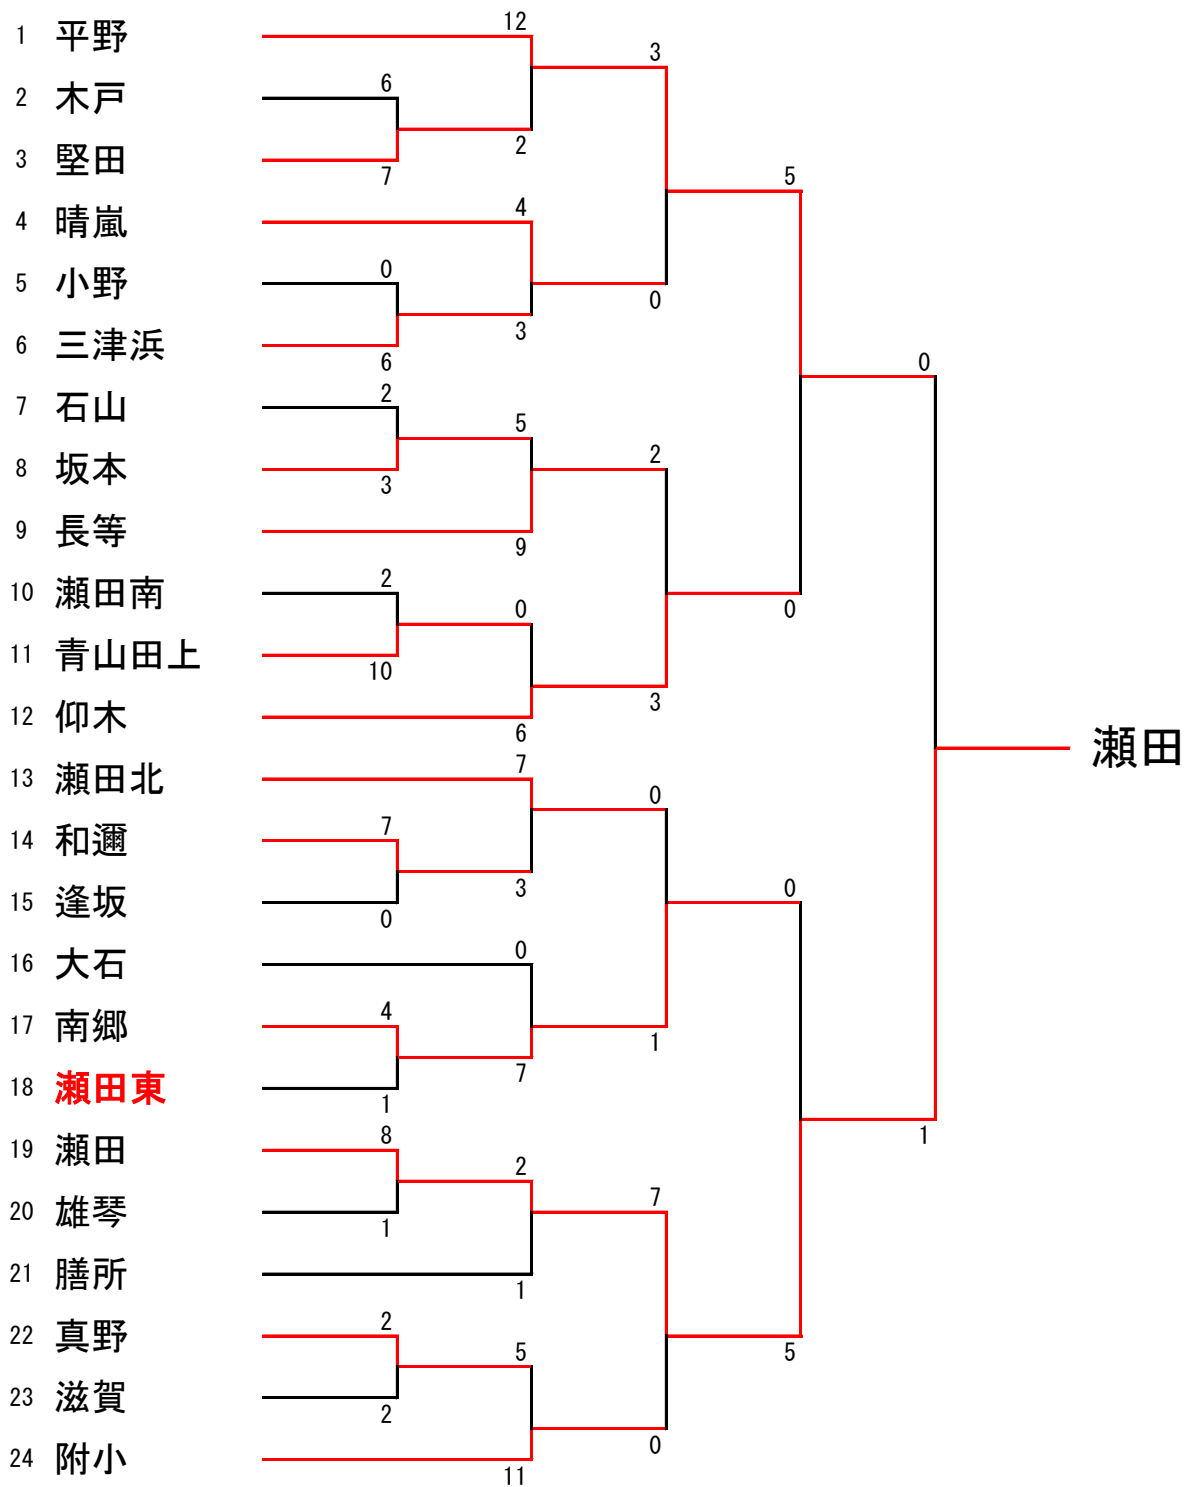 12
1 平野
3
6
2 木戸
2
3 堅田
7
5
4
4 晴嵐
0
5 小野
0
3
6 三津浜
6
0
2
7 石山
5
2
8 坂本
3
9 長等
9
2
10 瀬田南
0
0
11 青山田上
10
3
12 仰木
6
瀬田
7
13 瀬田北
0
7
14 和邇
3
0
15 逢坂
0
0
16 大石
4
17 南郷
1
7
18 瀬田東
1
1
8
19 瀬田
2
7
20 雄琴
1
21 膳所
1
2
22 真野
5
5
23 滋賀
2
0
24 附小
11